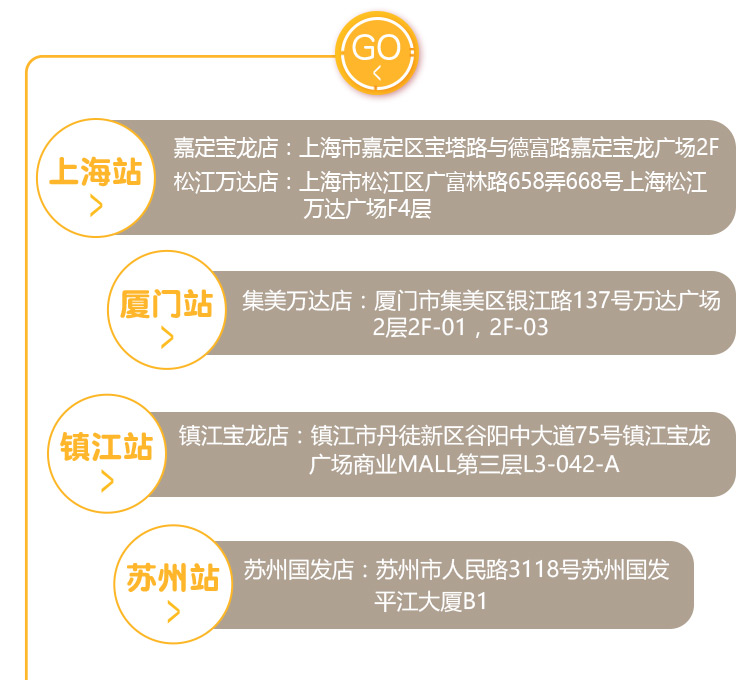 GO
上海站
嘉定宝龙店：上海市嘉定区宝塔路与德富路嘉定宝龙广场2F
松江万达店：上海市松江区广富林路658弄668号上海松江
万达广场F4层
厦门站
集美万达店：厦门市集美区银江路137号万达广场
2层2F-01，2F-03
镇江站
镇江宝龙店：镇江市丹徒新区谷阳中大道75号镇江宝龙
广场商业MALL第三层L3-042-A
苏州站
苏州国发店：苏州市人民路3118号苏州国发
平江大厦B1